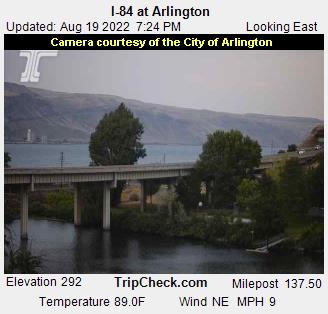 I-84 at Arlington
Updated: Aug 19 2022 7:24 PM Looking East
Camera courtesy of the City of Arlington
Elevation 292 TripCheck.com Milepost 137.50
Temperature 89.0F Wind NE MPH 9